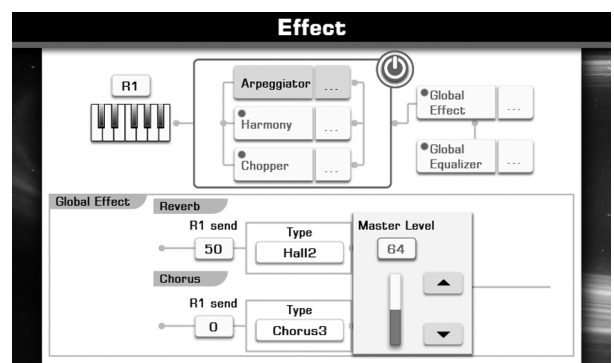 Effect
R1
Arpeggiator ...
Harmony ...
Chopper ...
Global
Effect ...
Global
Equalizer ...
Global Effect
Reverb
R1 send
50
Type
Hall2
Master Level
64
Chorus
R1 send
0
Type
Chorus3